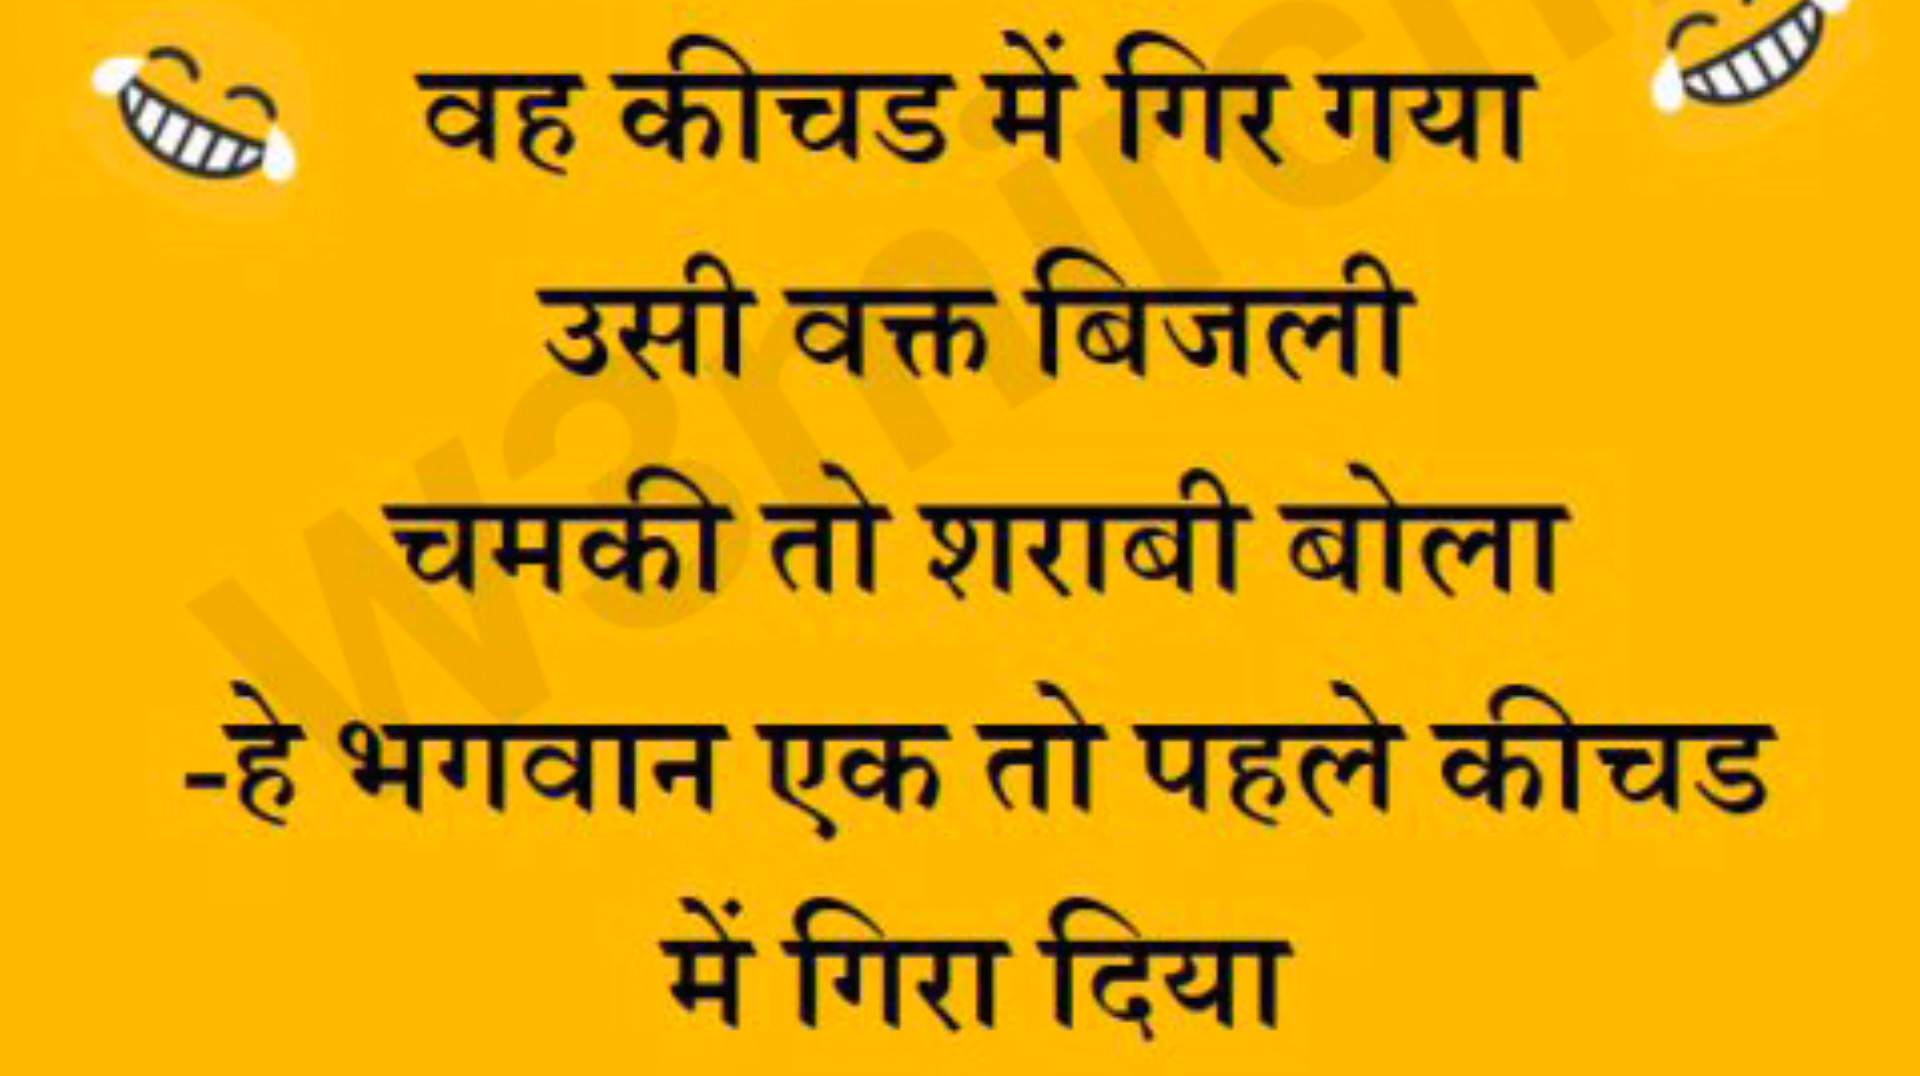 वह कीचड में गिर गया
उसी वक्त बिजली
चमकी तो शराबी बोला
-हे भगवान एक तो पहले कीचड
में गिरा दिया